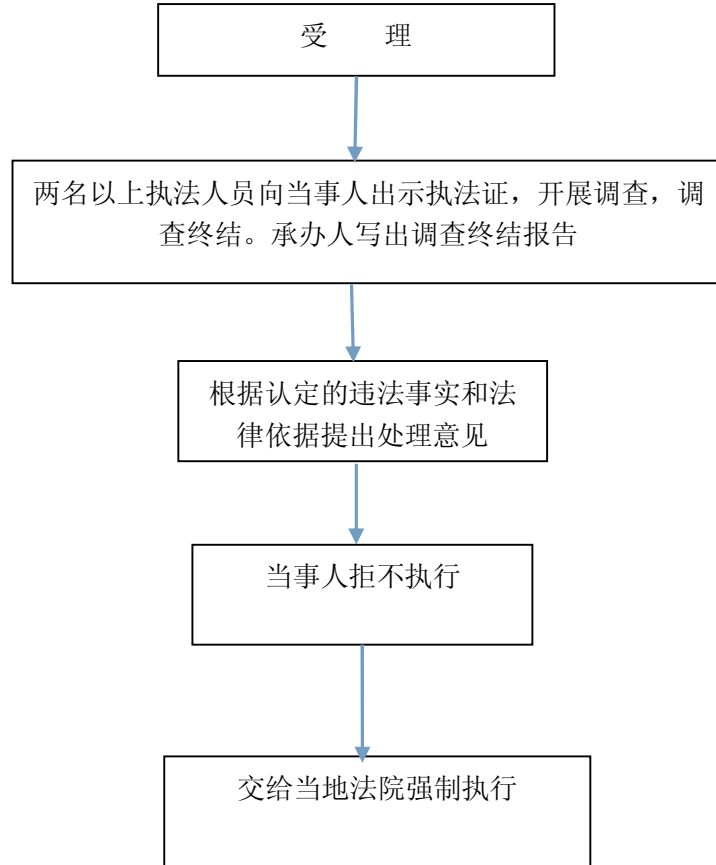 受 理
两名以上执法人员向当事人出示执法证，开展调查，调
查终结。承办人写出调查终结报告
根据认定的违法事实和法
律依据提出处理意见
当事人拒不执行
交给当地法院强制执行